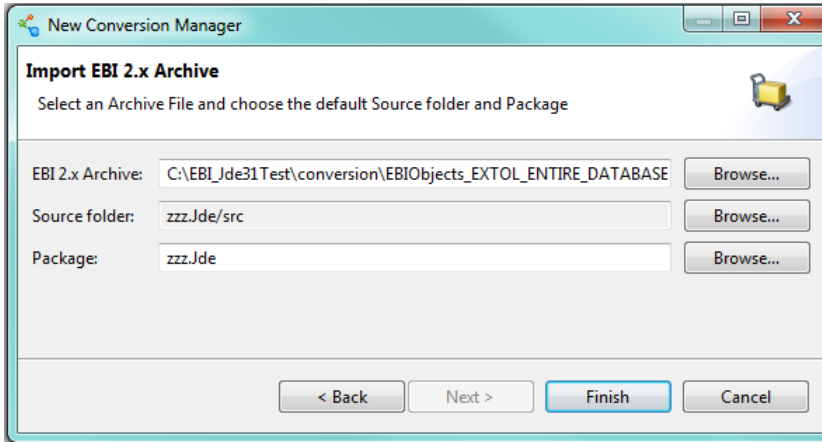 New Conversion Manager
Import EBI 2.x Archive
Select an Archive File and choose the default Source folder and Package
EBI 2.x Archive: C:\EBI_Jde31Test\conversion\EBIObjects_EXTOL_ENTIRE_DATABASE Browse...
Source folder: zzz.Jde/src Browse...
Package: zzz.Jde Browse...
< Back Next > Finish Cancel